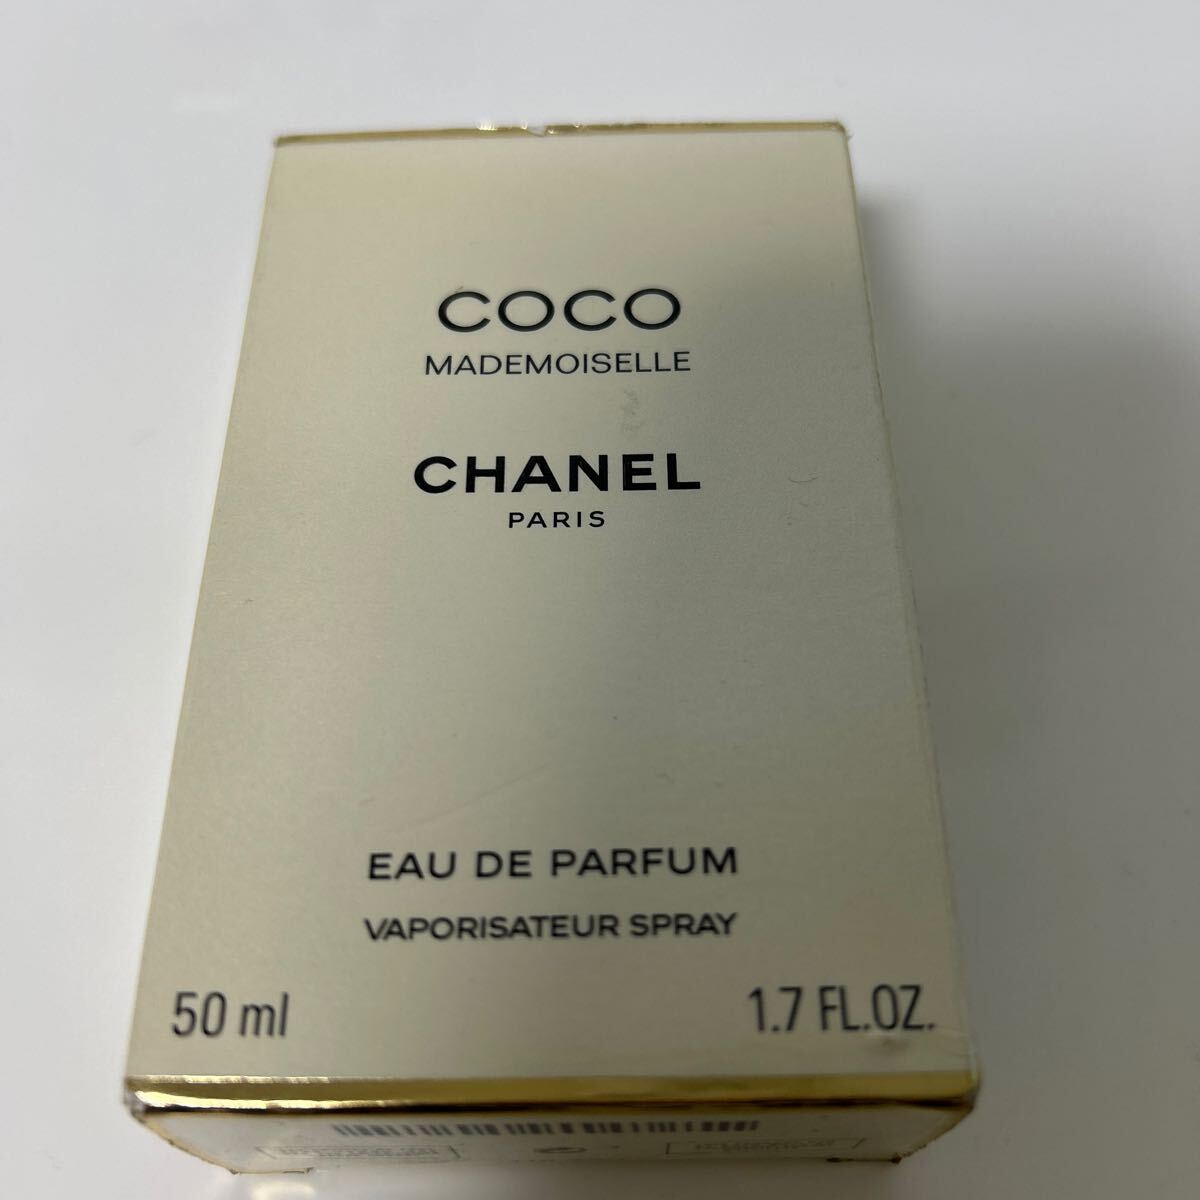 COCO
MADEMOISELLE
CHANEL
PARIS
EAU DE PARFUM
VAPORISATEUR SPRAY
50 ml
1.7 FL.OZ.